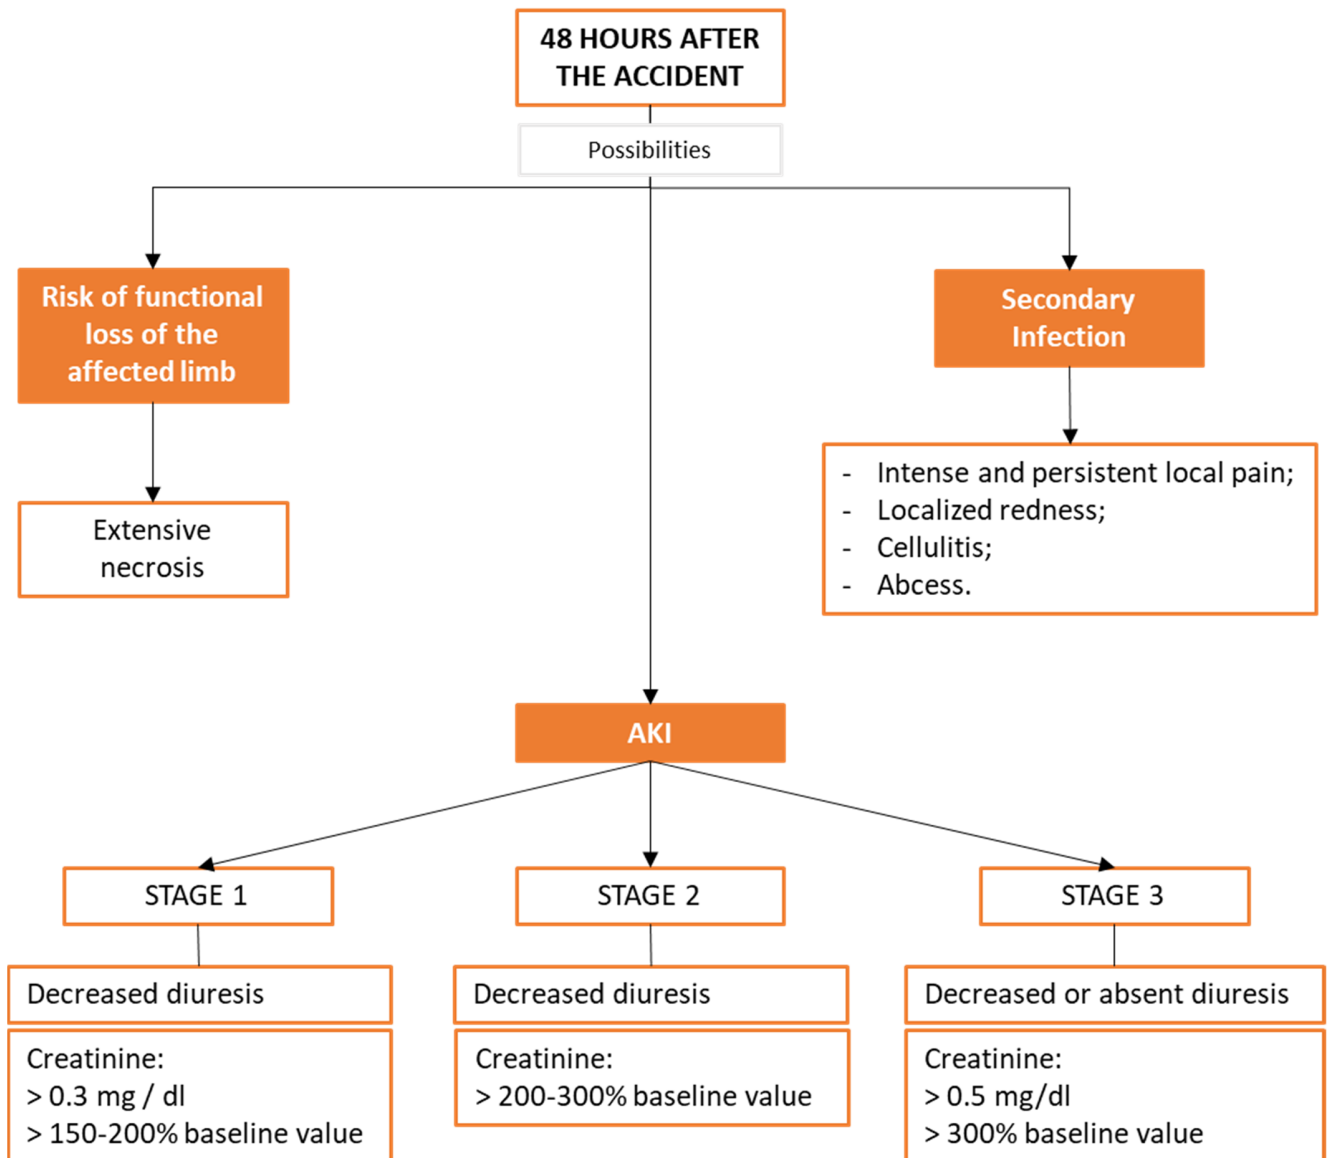 48 HOURS AFTER
THE ACCIDENT
Possibilities
Risk of functional
loss of the
affected limb
Extensive
necrosis
Secondary
Infection
- Intense and persistent local pain;
- Localized redness;
- Cellulitis;
- Abcess.
AKI
STAGE 1
Decreased diuresis
Creatinine:
> 0.3 mg / dl
> 150-200% baseline value
STAGE 2
Decreased diuresis
Creatinine:
> 200-300% baseline value
STAGE 3
Decreased or absent diuresis
Creatinine:
> 0.5 mg/dl
> 300% baseline value